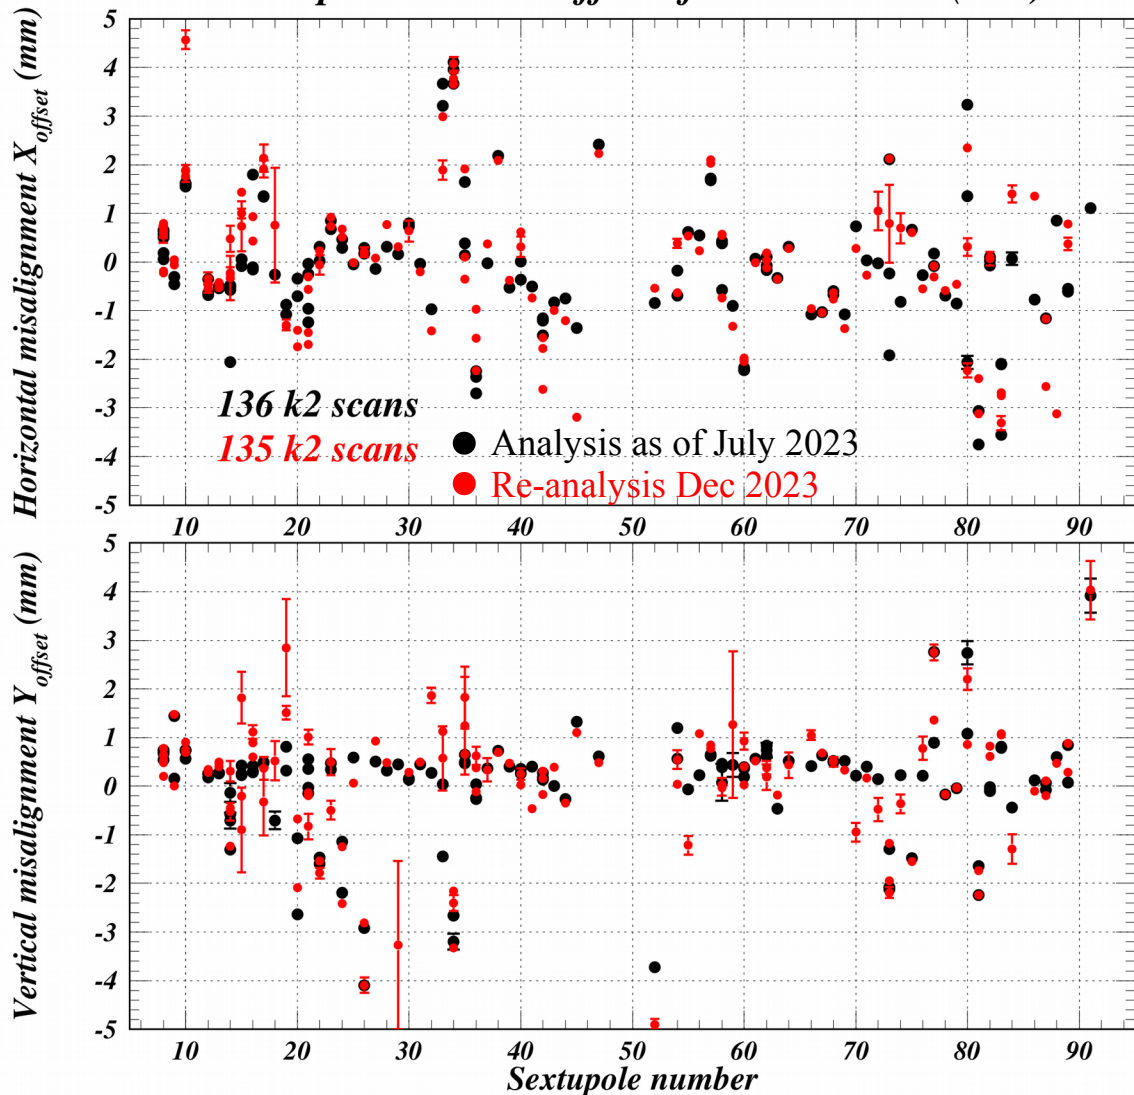 (
)
Horizontal misalignment Xoffset (mm)
5
4
3
2
1
0
-1
-2
-3
-4
-5
136 k2 scans
135 k2 scans
Analysis as of July 2023
Re-analysis Dec 2023
10 20 30 40 50 60 70 80 90
Vertical misalignment Yoffset (mm)
5
4
3
2
1
0
-1
-2
-3
-4
-5
10 20 30 40 50 60 70 80 90
Sextupole number